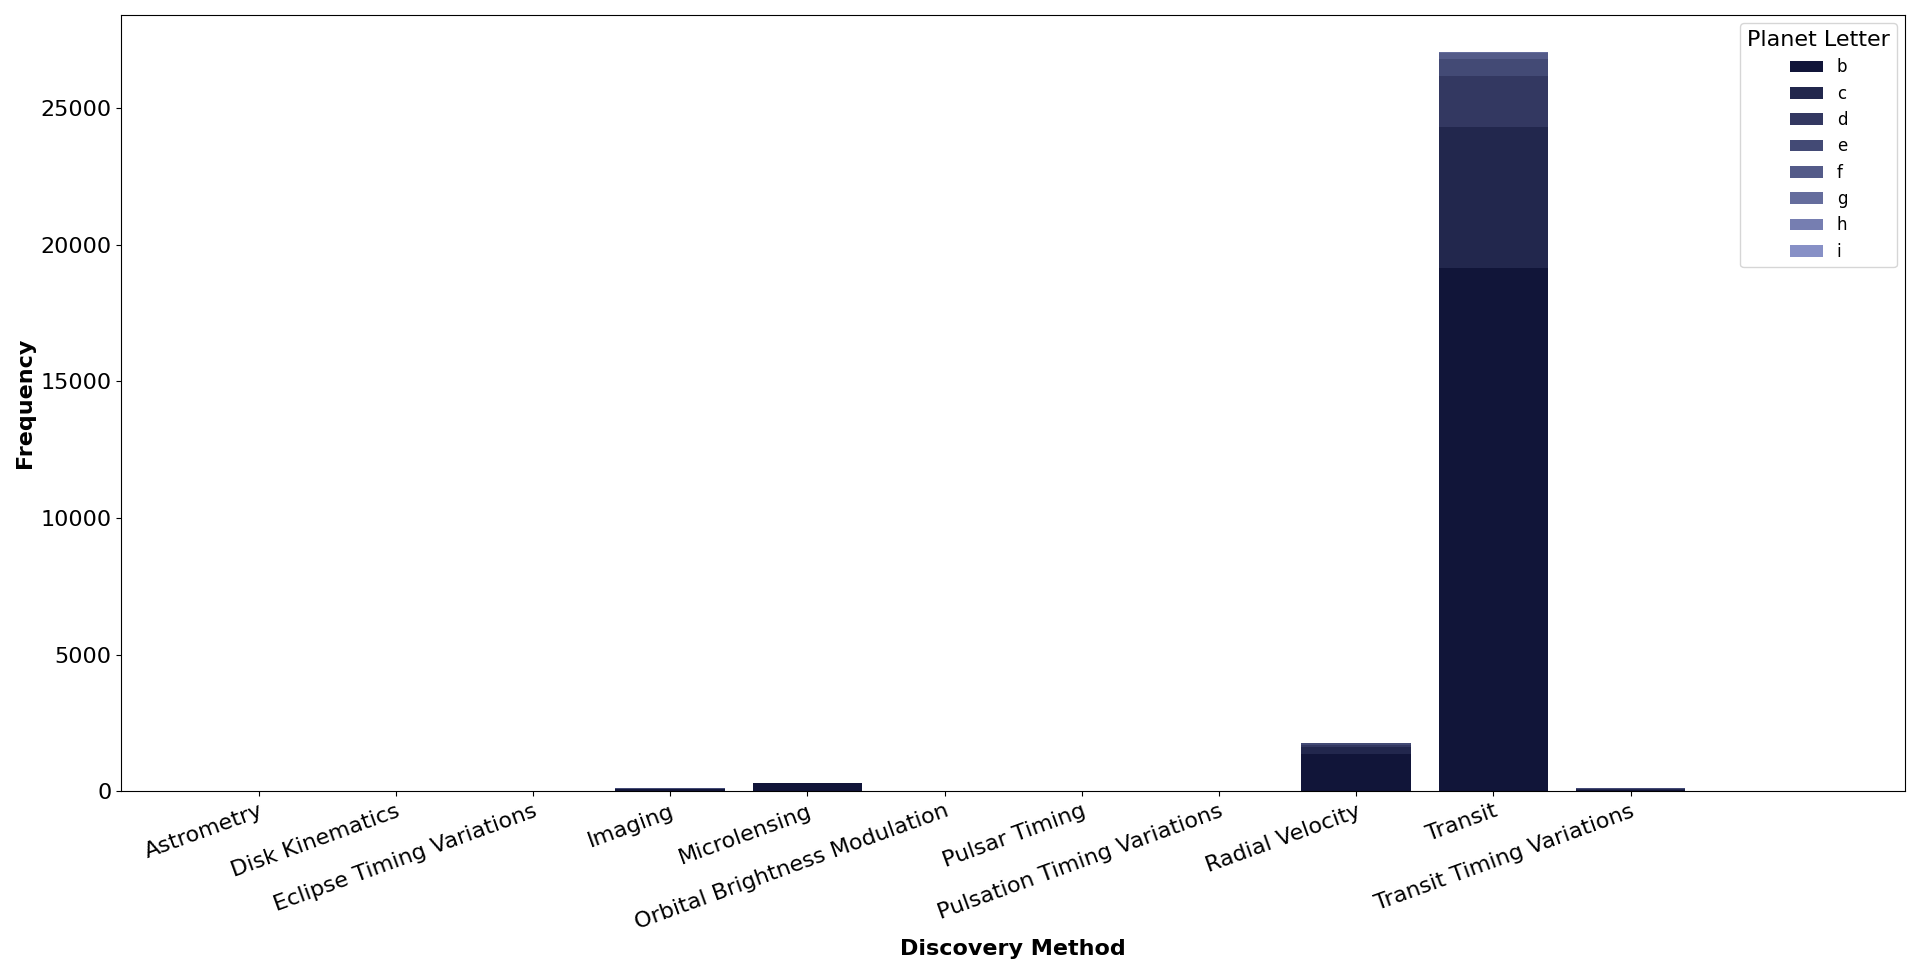 Planet Letter
b
c
d
e
f
g
h
i
25000
20000
15000
10000
5000
0
Frequency
Astrometry
Disk Kinematics
Eclipse Timing Variations
Imaging
Microlensing
Orbital Brightness Modulation
Pulsar Timing
Pulsation Timing Variations
Radial Velocity
Transit
Transit Timing Variations
Discovery Method